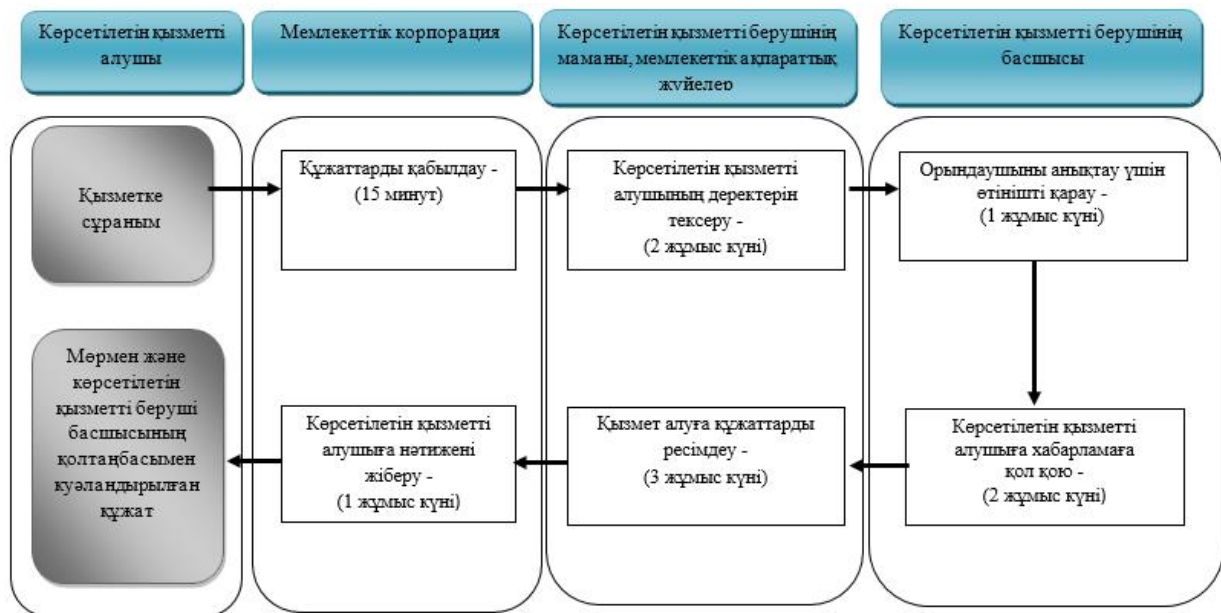 Көрсетілетін қызметті
алушы
Мемлекеттік корпорация
Көрсетілетін қызметті берушінің
маманы, мемлекеттік ақпараттық
жүйелер
Көрсетілетін қызметті берушінің
басшысы
Қызметке
сұраным
Құжаттарды қабылдау -
(15 минут)
Көрсетілетін қызметті
алушының деректерін
тексеру -
(2 жұмыс күні)
Орындаушыны анықтау үшін
өтінішті қарау -
(1 жұмыс күні)
Мөрмен және
көрсетілетін
қызметті беруші
басшысының
қолтаңбасымен
куәландырылған
құжат
Көрсетілетін қызметті
алушыға нәтижені
жіберу -
(1 жұмыс күні)
Қызмет алуға құжаттарды
ресімдеу -
(3 жұмыс күні)
Көрсетілетін қызметті
алушыға хабарламаға
қол қою -
(2 жұмыс күні)